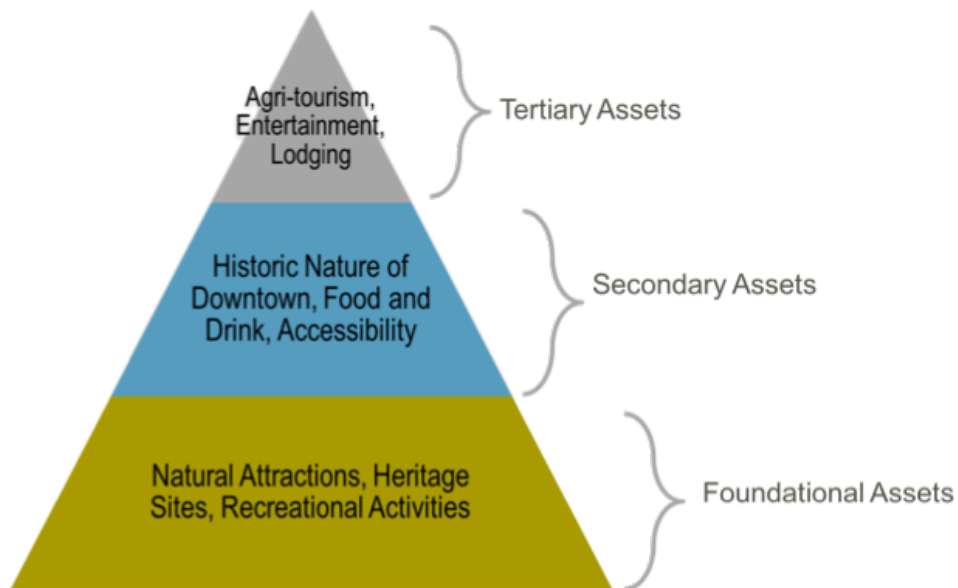 Agri-tourism,
Entertainment,
Lodging
Tertiary Assets
Historic Nature of
Downtown, Food and
Drink, Accessibility
Secondary Assets
Natural Attractions, Heritage
Sites, Recreational Activities
Foundational Assets